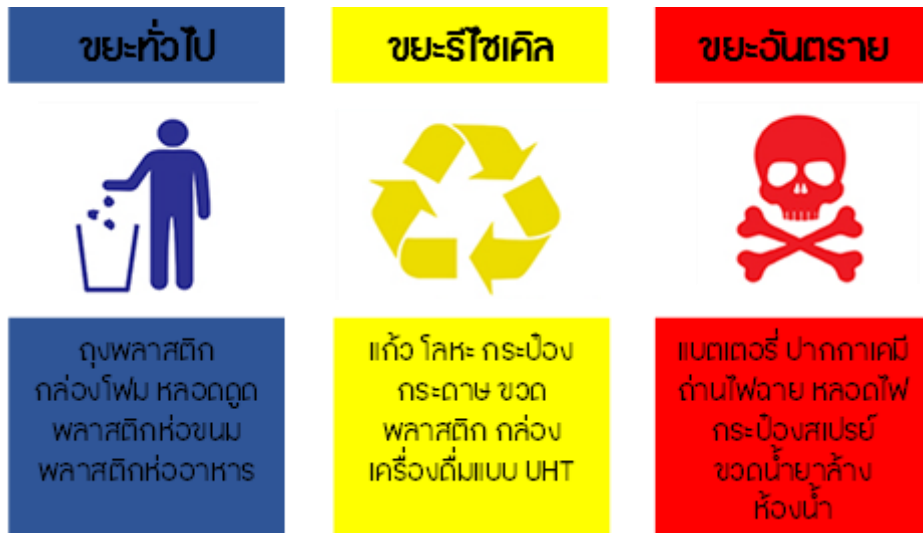 ขยะทั่วไป
ถุงพลาสติก
กล่องโฟม หลอดดูด
พลาสติกห่อขนม
พลาสติกห่ออาหาร
ขยะรีไซเคิล
แก้ว โลหะ กระป๋อง
กระดาษ ขวด
พลาสติก กล่อง
เครื่องดื่มแบบ UHT
ขยะอันตราย
แบตเตอรี่ ปากกาเคมี
ถ่านไฟฉาย หลอดไฟ
กระป๋องสเปรย์
ขวดน้ำยาล้าง
ห้องน้ำ